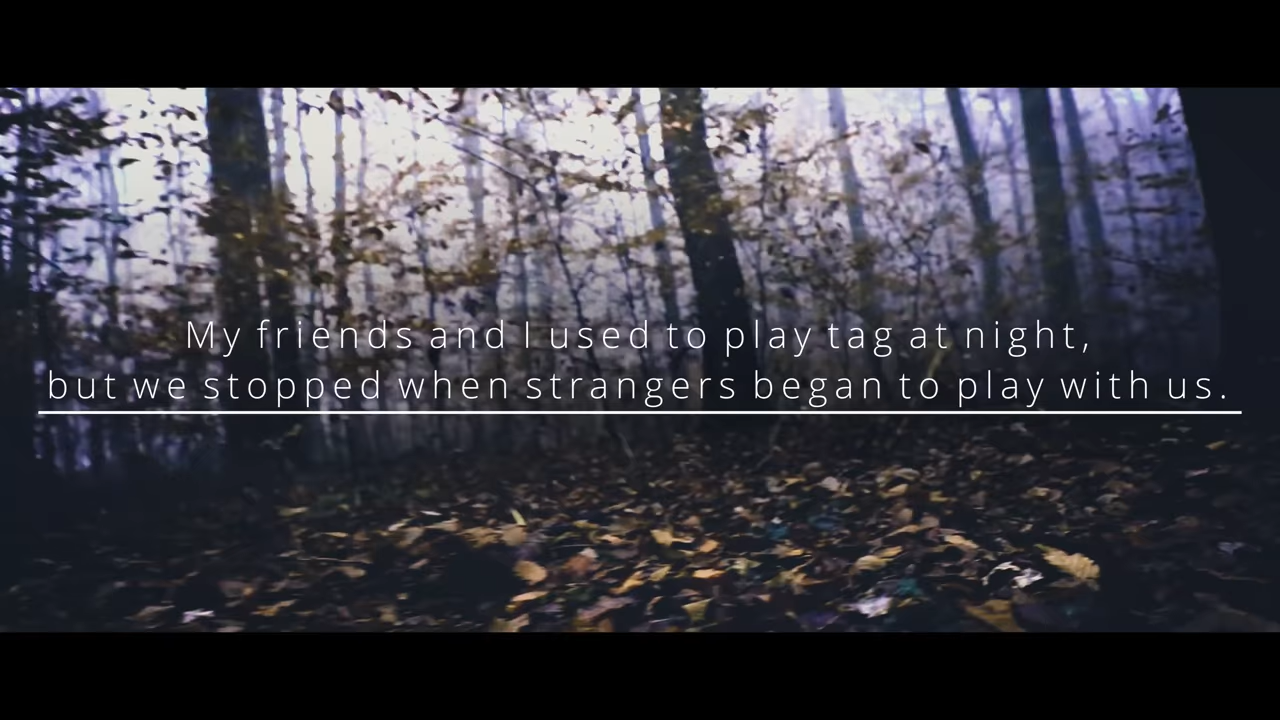 My friends and I used to play tag at night,
but we stopped when strangers began to play with us.